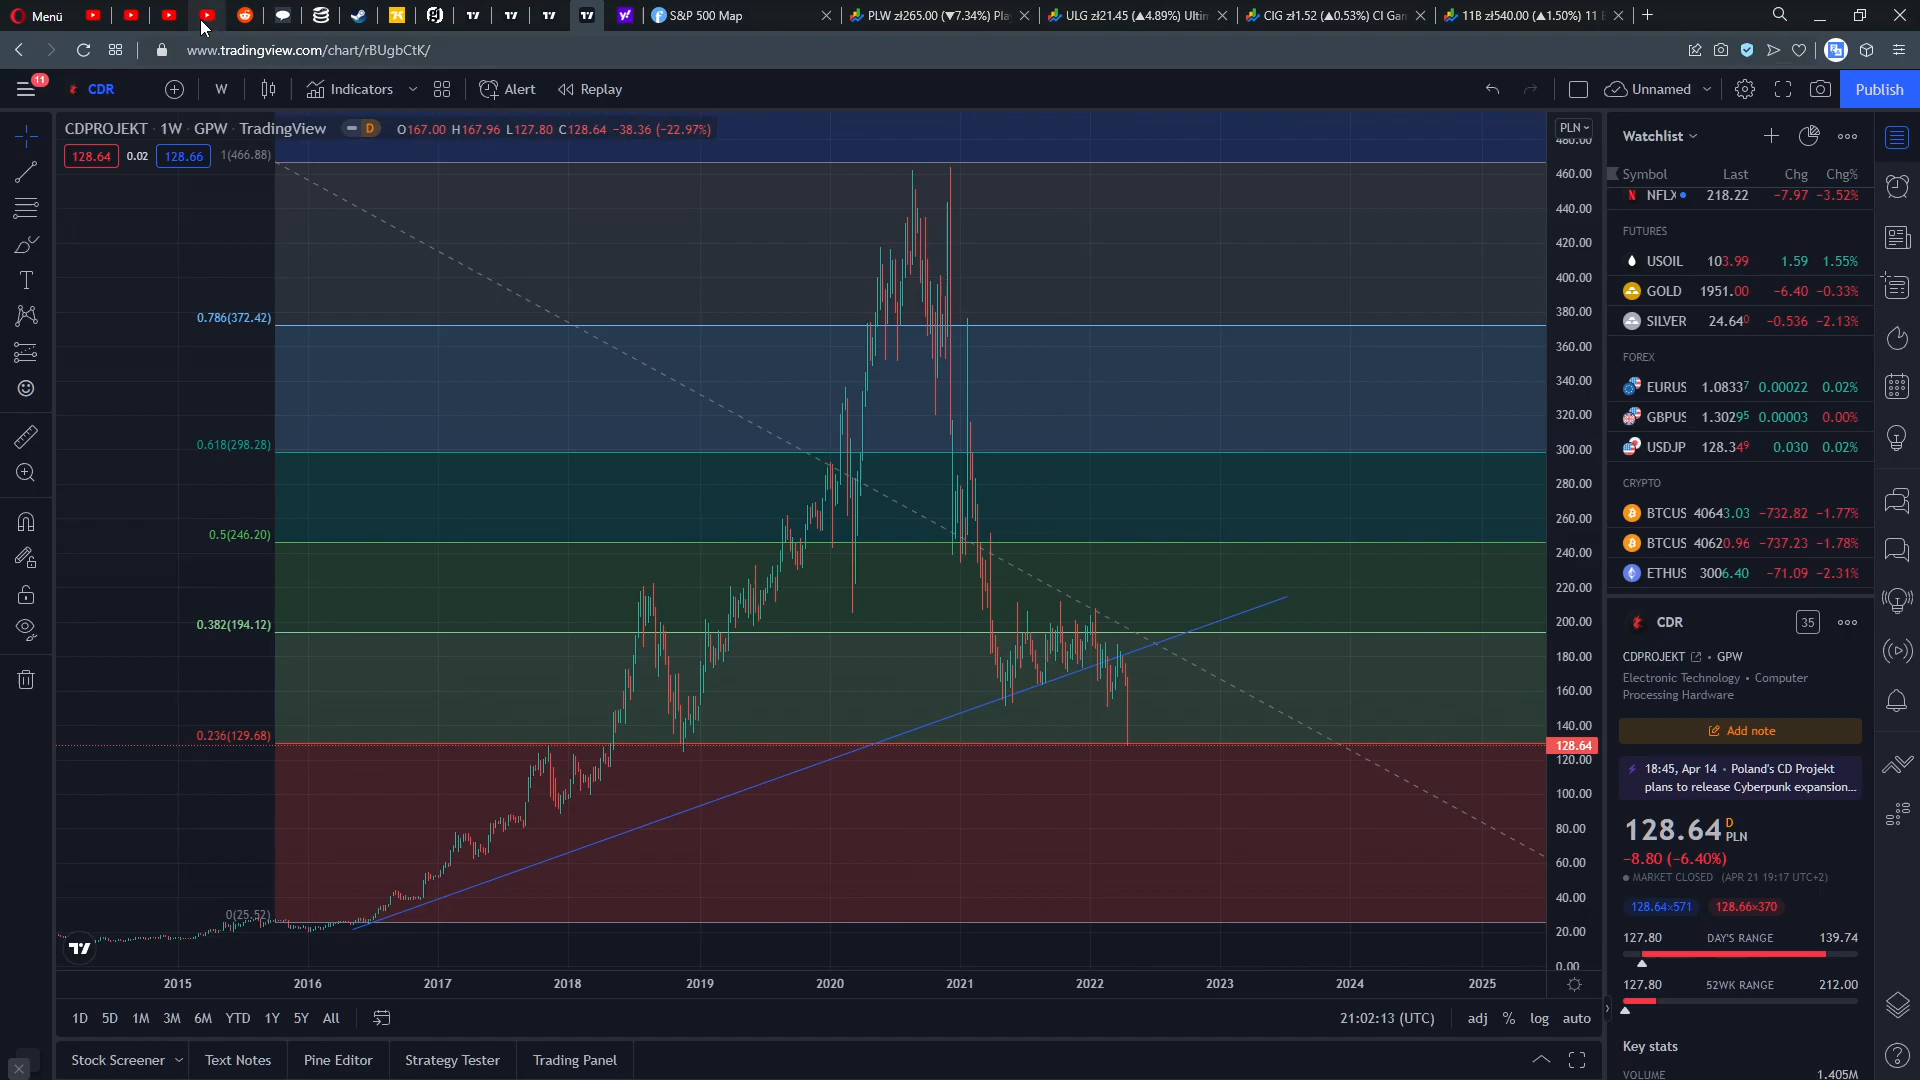 Menü
S&P 500 Map
PLW zł265.00 (▼7.34%) Pla
ULG zł21.45 (▲4.89%) Ultin
CIG zł1.52 (▲0.53%) CI Gan
11B zł540.00 (▲1.50%) 11
www.tradingview.com/chart/rBUgbCtK/
11
CDR
W
Indicators
Alert
Replay
Unnamed
Publish
CDPROJEKT · 1W · GPW · TradingView
D
O167.00 H167.96 L127.80 C128.64 −38.36 (−22.97%)
128.64 0.02 128.66
1(466.88)
0.786(372.42)
0.618(298.28)
0.5(246.20)
0.382(194.12)
0.236(129.68)
0(25.52)
PLN
480.00
460.00
440.00
420.00
400.00
380.00
360.00
340.00
320.00
300.00
280.00
260.00
240.00
220.00
200.00
180.00
160.00
140.00
128.64
120.00
100.00
80.00
60.00
40.00
20.00
0.00
2015 2016 2017 2018 2019 2020 2021 2022 2023 2024 2025
1D 5D 1M 3M 6M YTD 1Y 5Y All
21:02:13 (UTC)
adj % log auto
Stock Screener
Text Notes
Pine Editor
Strategy Tester
Trading Panel
Watchlist
Symbol Last Chg Chg%
NFLX 218.22 −7.97 −3.52%
FUTURES
USOIL 103.99 1.59 1.55%
GOLD 1951.00 −6.40 −0.33%
SILVER 24.640 −0.536 −2.13%
FOREX
EURUS 1.08337 0.00022 0.02%
GBPUS 1.30295 0.00003 0.00%
USDJP 128.349 0.030 0.02%
CRYPTO
BTCUS 40643.03 −732.82 −1.77%
BTCUS 40620.96 −737.23 −1.78%
ETHUS 3006.40 −71.09 −2.31%
CDR
35
CDPROJEKT · GPW
Electronic Technology · Computer
Processing Hardware
Add note
18:45, Apr 14 · Poland's CD Projekt
plans to release Cyberpunk expansion...
128.64 D PLN
−8.80 (−6.40%)
MARKET CLOSED (APR 21 19:17 UTC+2)
128.64×571 128.66×370
127.80 DAY'S RANGE 139.74
127.80 52WK RANGE 212.00
Key stats
VOLUME 1.405M